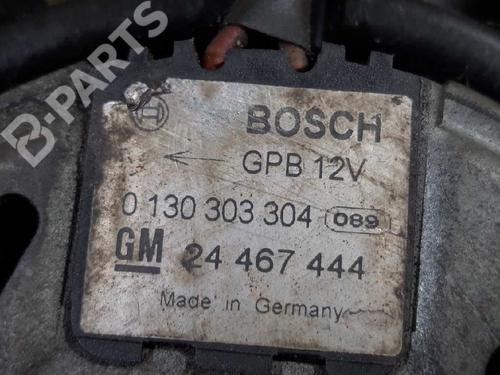 B-PARTS
BOSCH
← GPB 12V
0 130 303 304 089
GM 24 467 444
Made in Germany